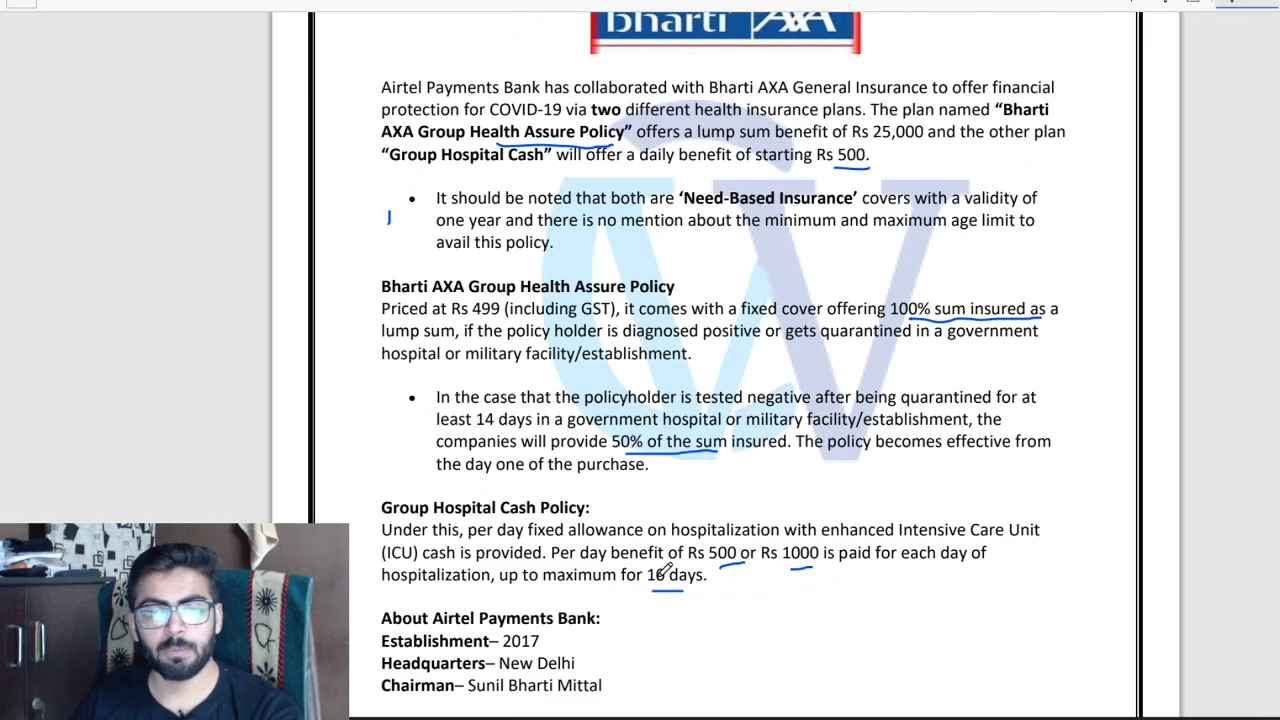 bharti AXA
Airtel Payments Bank has collaborated with Bharti AXA General Insurance to offer financial
protection for COVID-19 via two different health insurance plans. The plan named “Bharti
AXA Group Health Assure Policy” offers a lump sum benefit of Rs 25,000 and the other plan
“Group Hospital Cash” will offer a daily benefit of starting Rs 500.
• It should be noted that both are ‘Need-Based Insurance’ covers with a validity of
one year and there is no mention about the minimum and maximum age limit to
avail this policy.
Bharti AXA Group Health Assure Policy
Priced at Rs 499 (including GST), it comes with a fixed cover offering 100% sum insured as a
lump sum, if the policy holder is diagnosed positive or gets quarantined in a government
hospital or military facility/establishment.
• In the case that the policyholder is tested negative after being quarantined for at
least 14 days in a government hospital or military facility/establishment, the
companies will provide 50% of the sum insured. The policy becomes effective from
the day one of the purchase.
Group Hospital Cash Policy:
Under this, per day fixed allowance on hospitalization with enhanced Intensive Care Unit
(ICU) cash is provided. Per day benefit of Rs 500 or Rs 1000 is paid for each day of
hospitalization, up to maximum for 16 days.
About Airtel Payments Bank:
Establishment– 2017
Headquarters– New Delhi
Chairman– Sunil Bharti Mittal